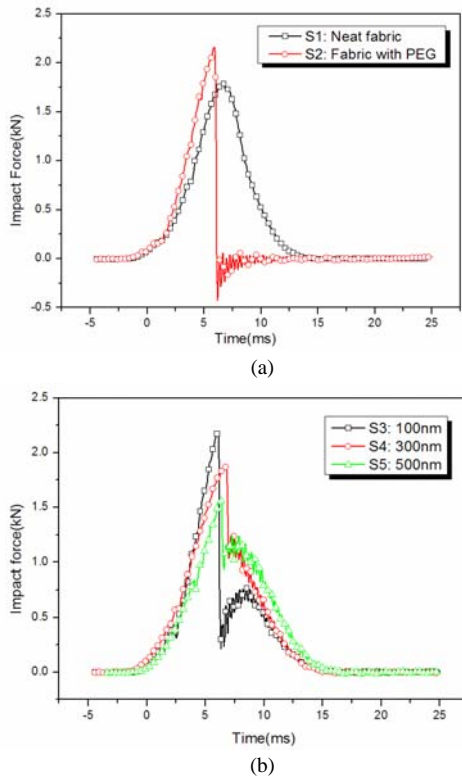 S1: Neat fabric
S2: Fabric with PEG
Impact Force(kN)
2.5
2.0
1.5
1.0
0.5
0.0
-0.5
-5 0 5 10 15 20 25
Time(ms)
(a)
S3: 100nm
S4: 300nm
S5: 500nm
Impact force(kN)
2.5
2.0
1.5
1.0
0.5
0.0
-5 0 5 10 15 20 25
Time(ms)
(b)